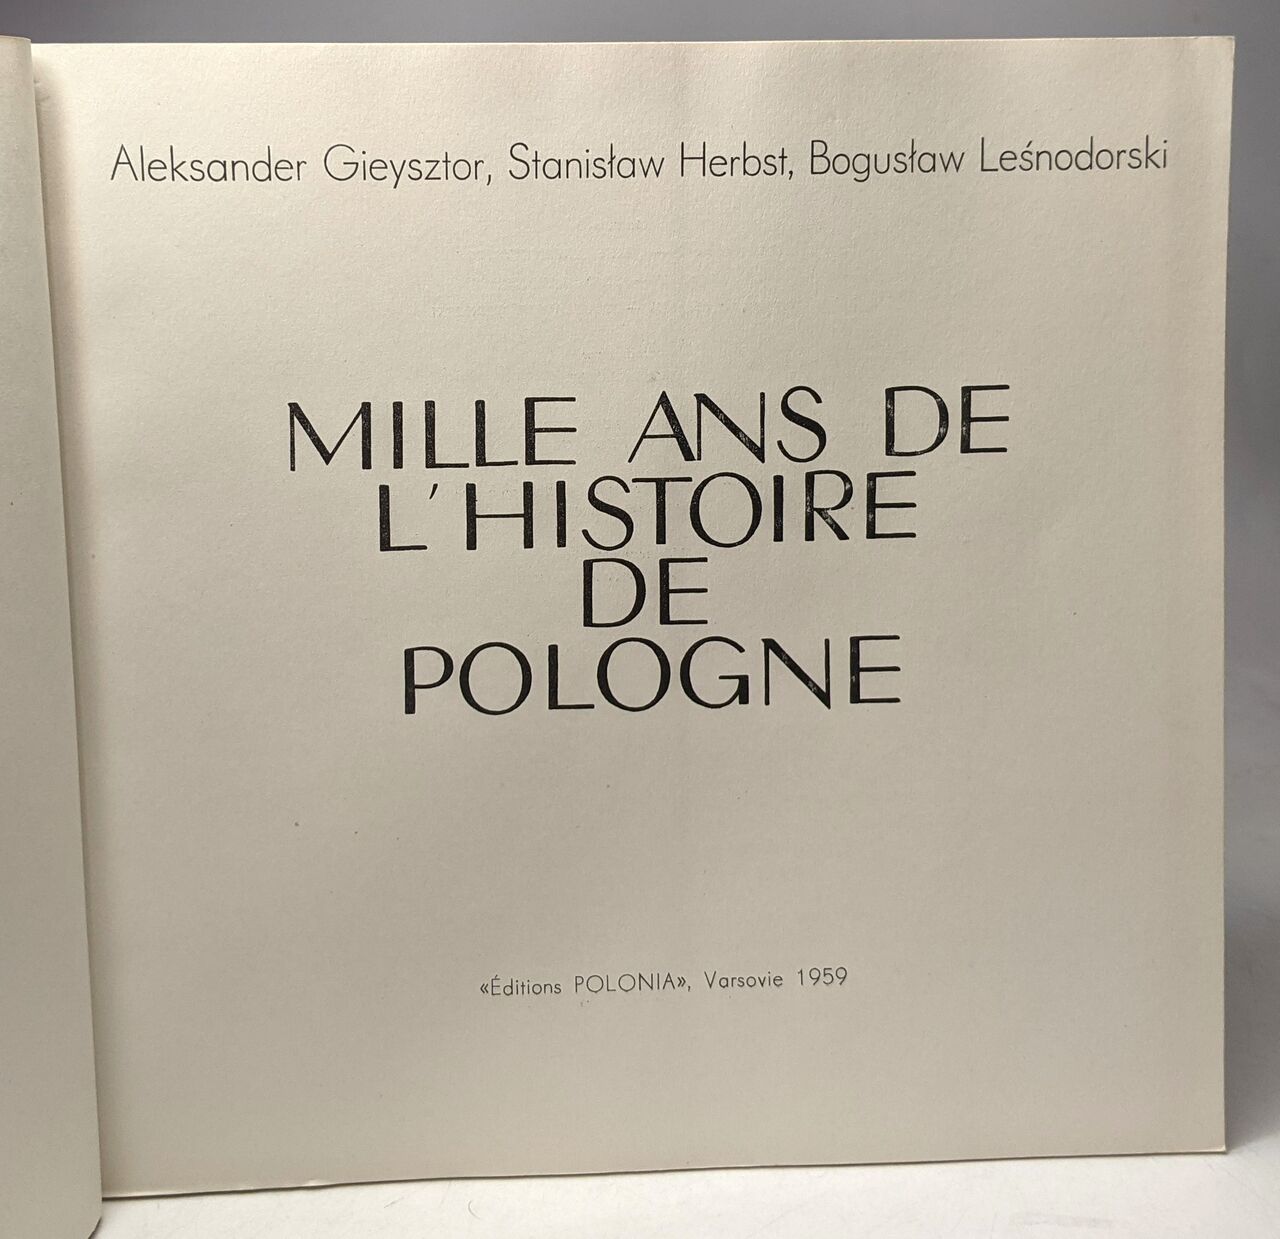 Aleksander Gieysztor, Stanisław Herbst, Bogusław Leśnodorski
MILLE ANS DE
L'HISTOIRE
DE
POLOGNE
«Éditions POLONIA», Varsovie 1959